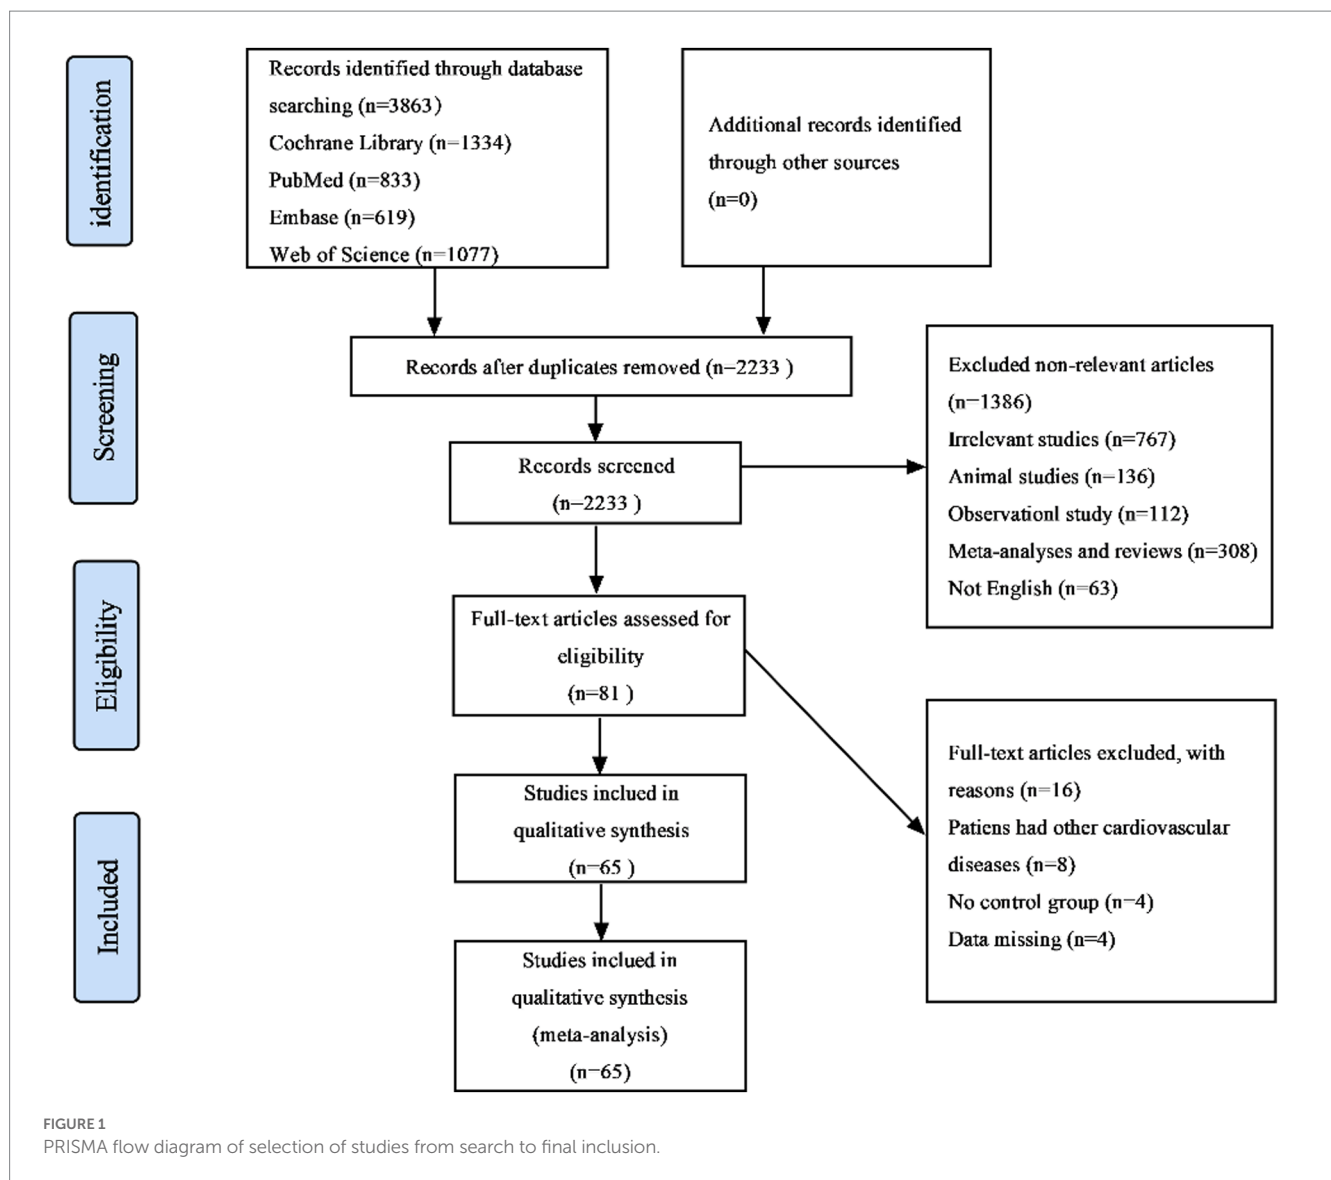 identification
Records identified through database
searching (n=3863)
Cochrane Library (n=1334)
PubMed (n=833)
Embase (n=619)
Web of Science (n=1077)
Additional records identified
through other sources
(n=0)
Screening
Records after duplicates removed (n=2233 )
Records screened
(n=2233 )
Excluded non-relevant articles
(n=1386)
Irrelevant studies (n=767)
Animal studies (n=136)
Observationl study (n=112)
Meta-analyses and reviews (n=308)
Not English (n=63)
Eligibility
Full-text articles assessed for
eligibility
(n=81 )
Full-text articles excluded, with
reasons (n=16)
Patiens had other cardiovascular
diseases (n=8)
No control group (n=4)
Data missing (n=4)
Included
Studies inclued in
qualitative synthesis
(n=65 )
Studies inclued in
qualitative synthesis
(meta-analysis)
(n=65)
FIGURE 1
PRISMA flow diagram of selection of studies from search to final inclusion.